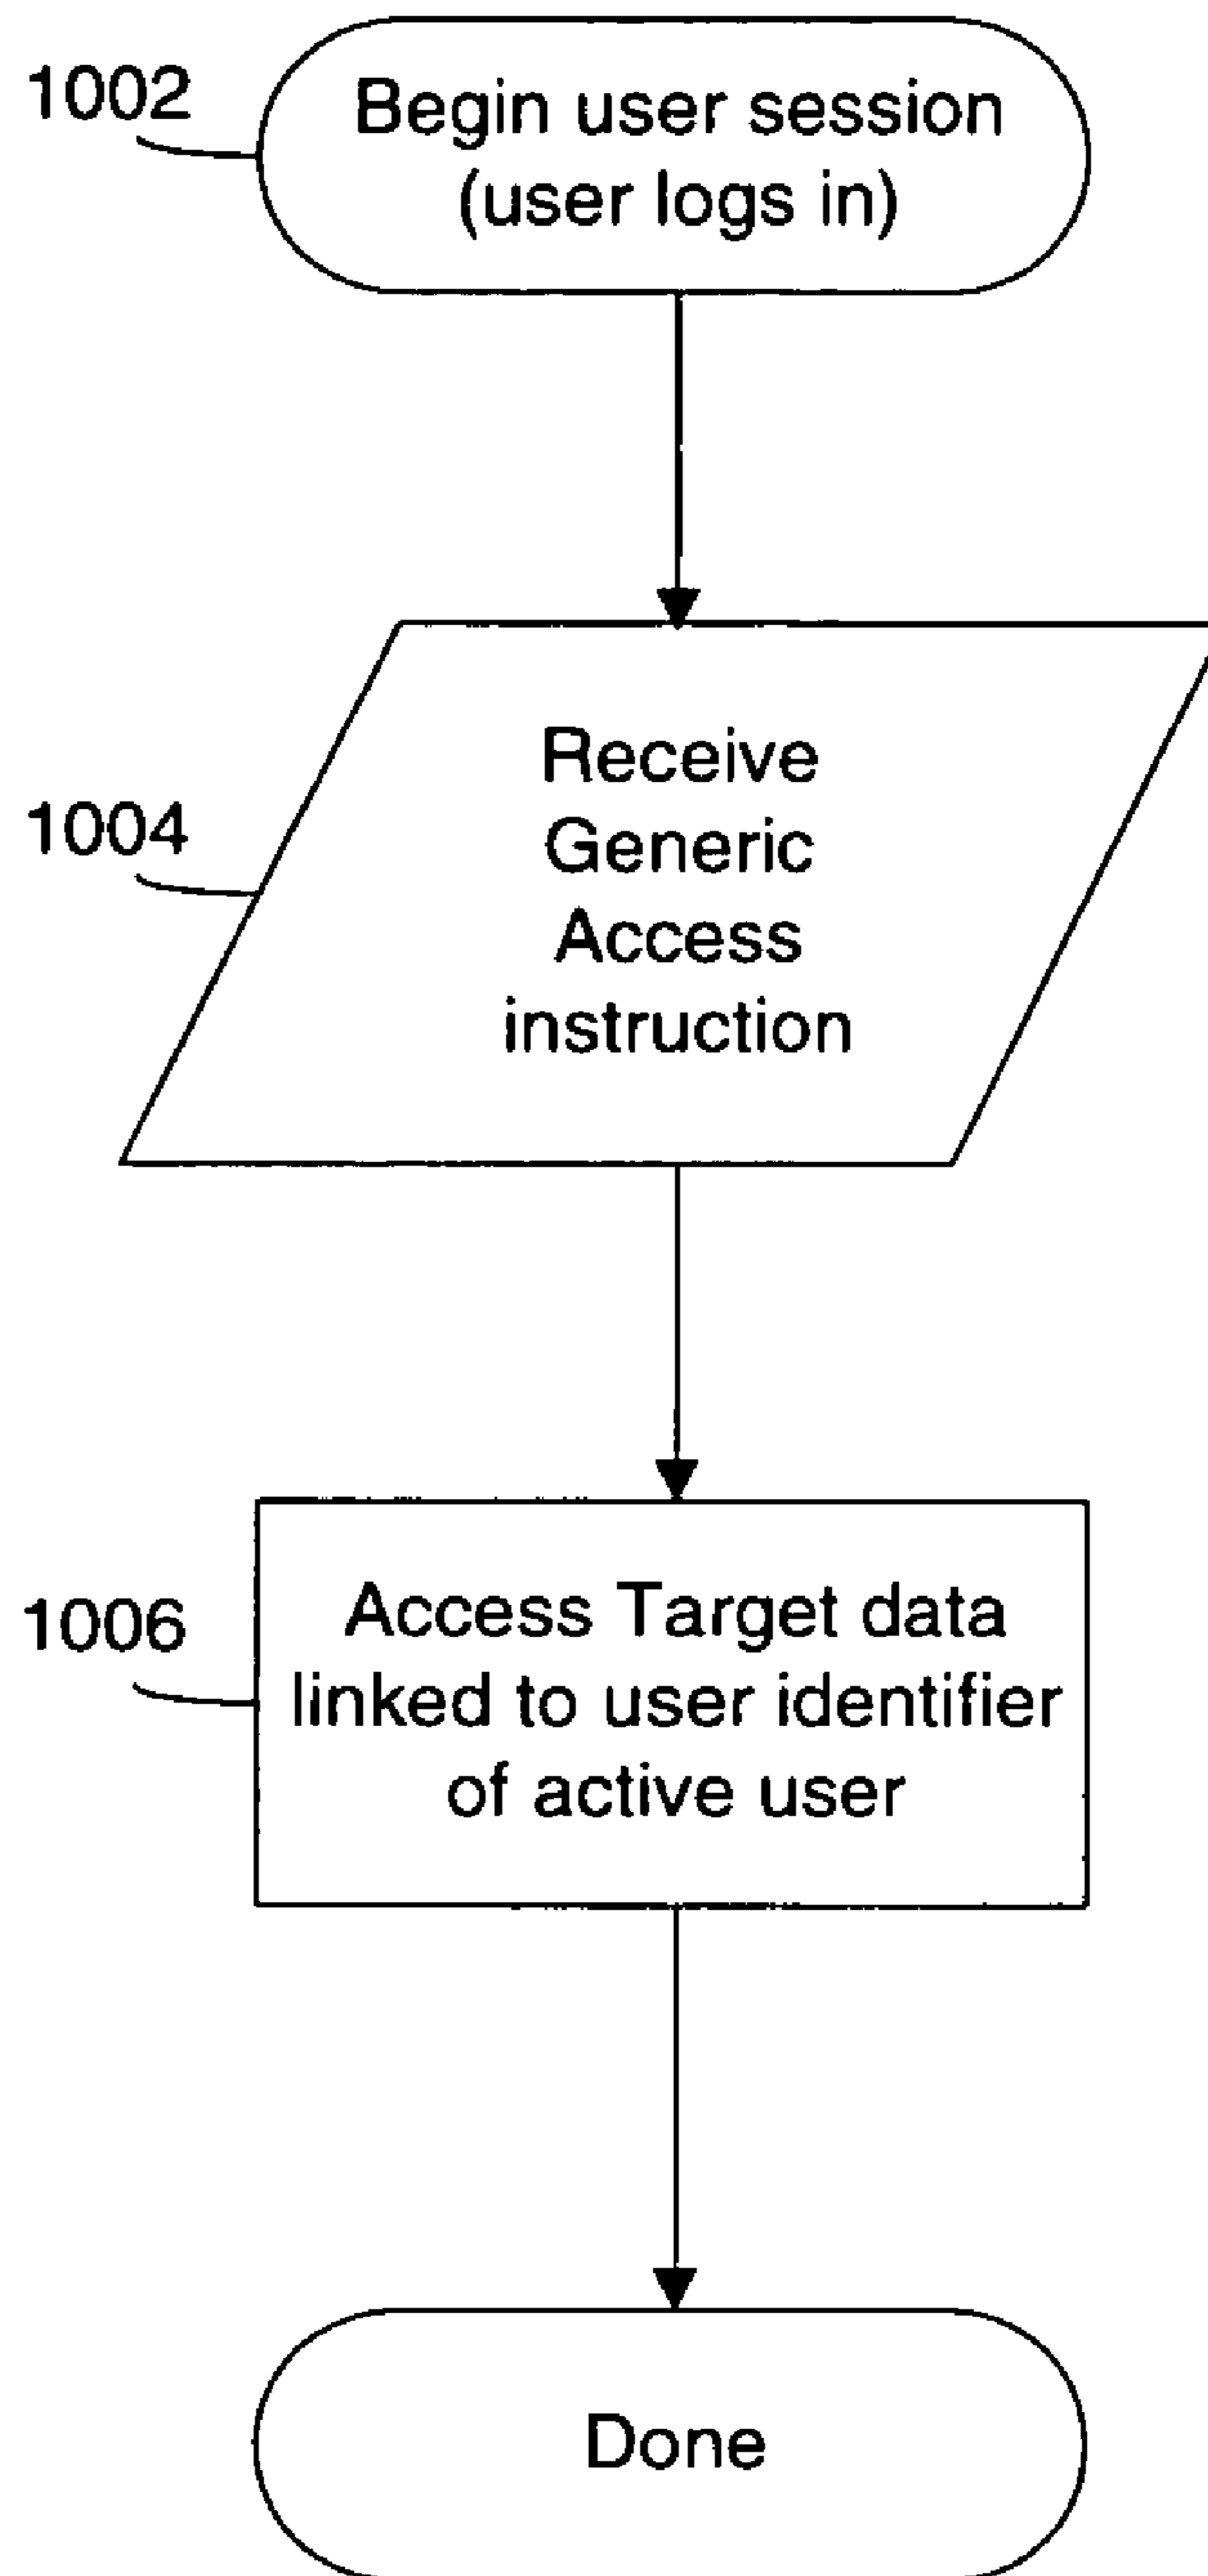 1002
Begin user session
(user logs in)
1004
Receive
Generic
Access
instruction
1006
Access Target data
linked to user identifier
of active user
Done